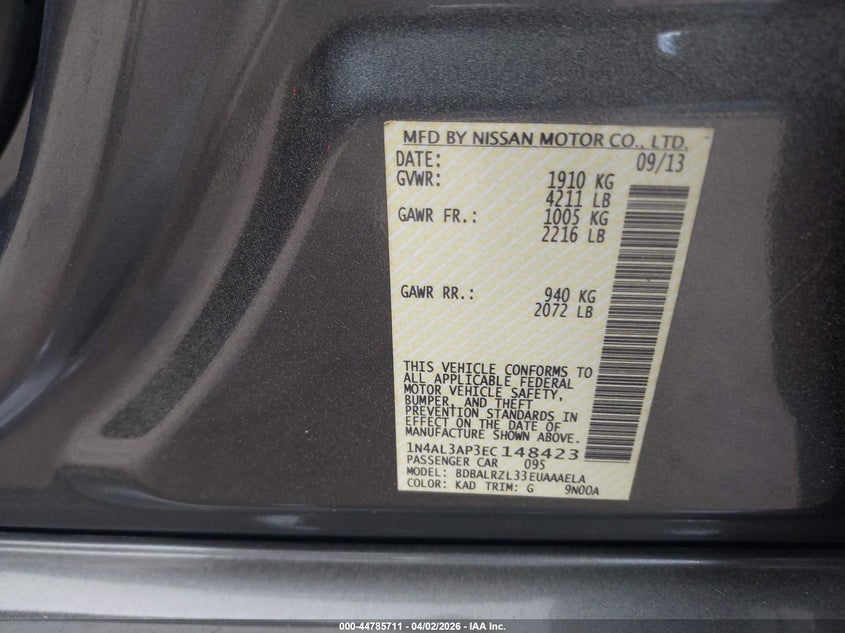 MFD BY NISSAN MOTOR CO., LTD.
DATE: 09/13
GVWR: 1910 KG
4211 LB
GAWR FR.: 1005 KG
2216 LB
GAWR RR.: 940 KG
2072 LB
THIS VEHICLE CONFORMS TO
ALL APPLICABLE FEDERAL
MOTOR VEHICLE SAFETY,
BUMPER, AND THEFT
PREVENTION STANDARDS IN
EFFECT ON THE DATE OF
MANUFACTURE SHOWN ABOVE.
1N4AL3AP3EC148423
PASSENGER CAR 095
MODEL: BDBALRZL33EUAAAELA
COLOR: KAD TRIM: G 9N00A
000-44785711 | 04/02/2026 | IAA Inc.